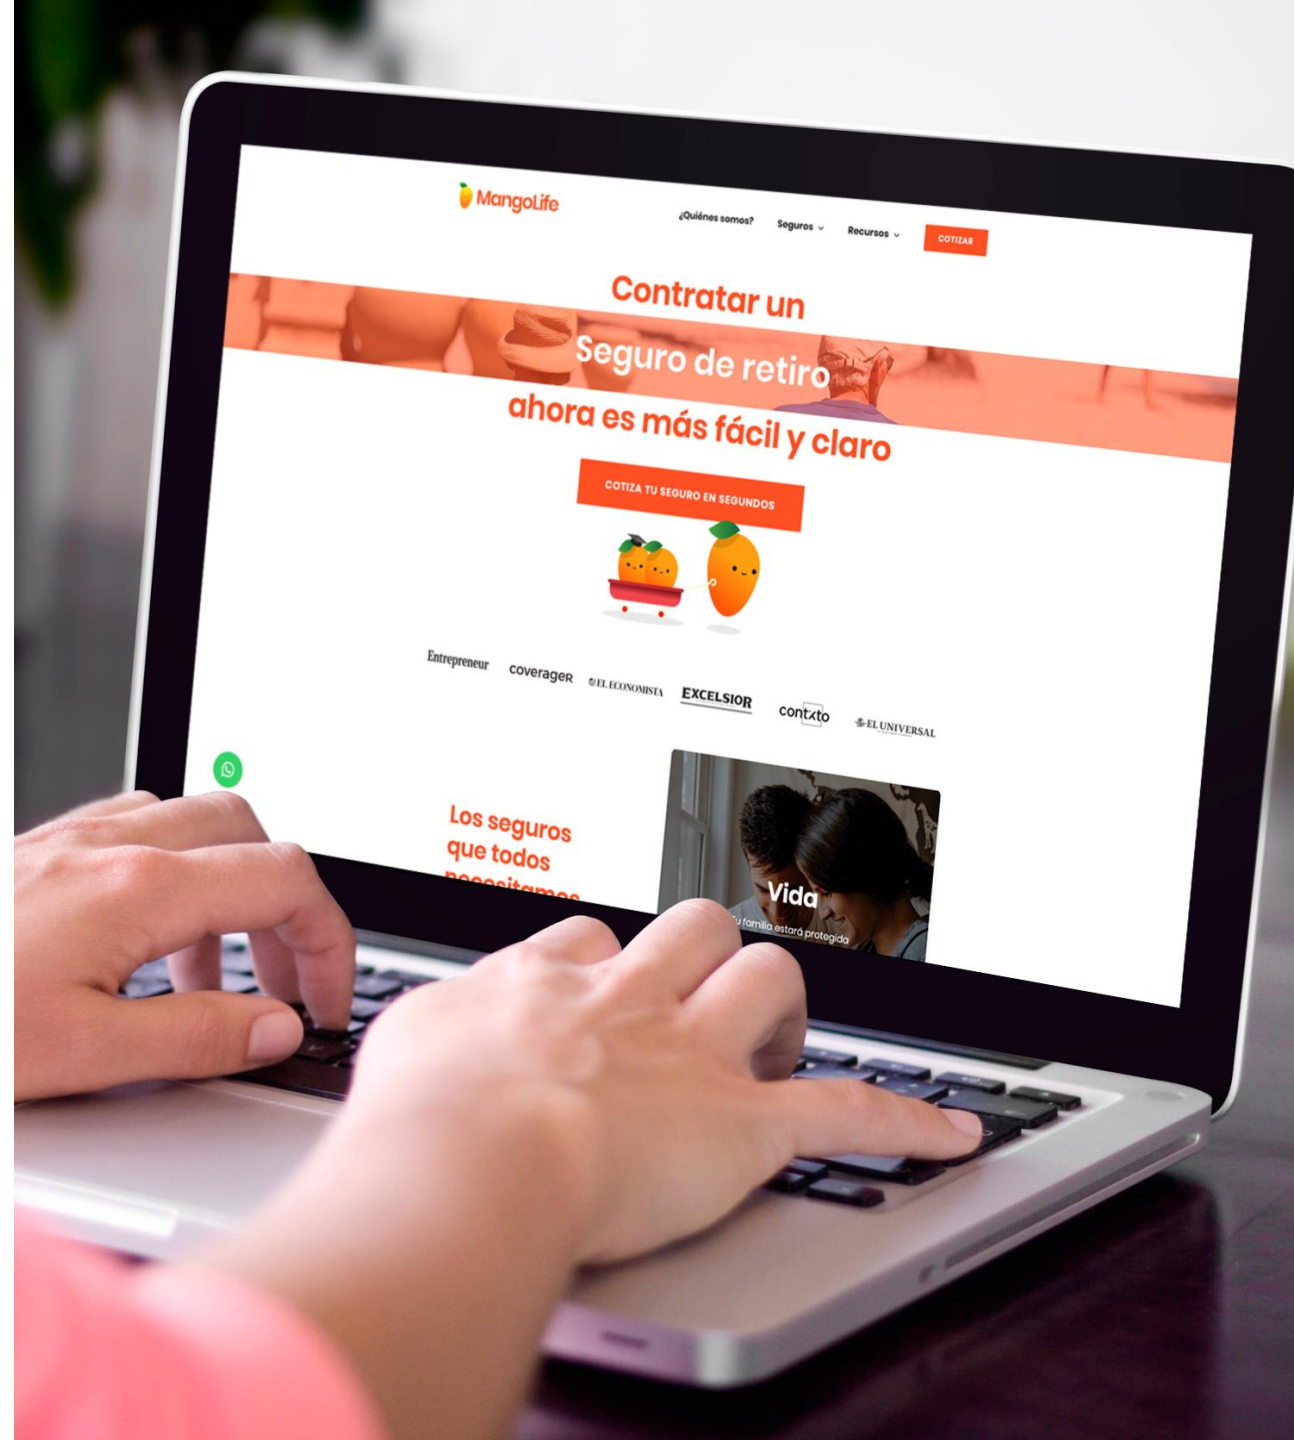 MangoLife
¿Quiénes somos? Seguros Recursos COTIZAR
Contratar un
Seguro de retiro
ahora es más fácil y claro
COTIZA TU SEGURO EN SEGUNDOS
Entrepreneur coverager EL ECONOMISTA EXCELSIOR contxto EL UNIVERSAL
Los seguros
que todos
necesitamos
Vida
Tu familia estará protegida